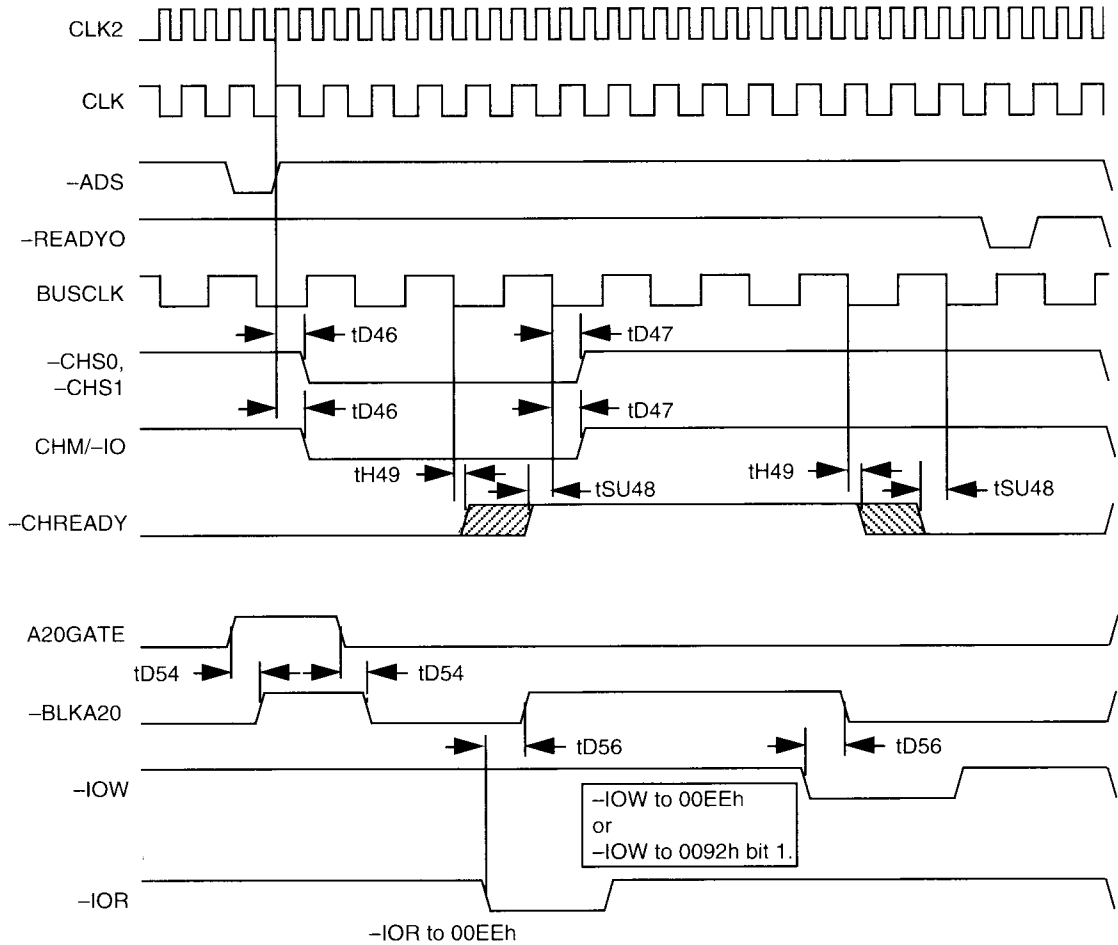 CLK2
CLK
–ADS
–READYO
BUSCLK
tD46
tD47
–CHS0,
–CHS1
tD46
tD47
CHM/–IO
tH49
tSU48
tH49
tSU48
–CHREADY
A20GATE
tD54
tD54
–BLKA20
tD56
tD56
–IOW
–IOW to 00EEh
or
–IOW to 0092h bit 1.
–IOR
–IOR to 00EEh